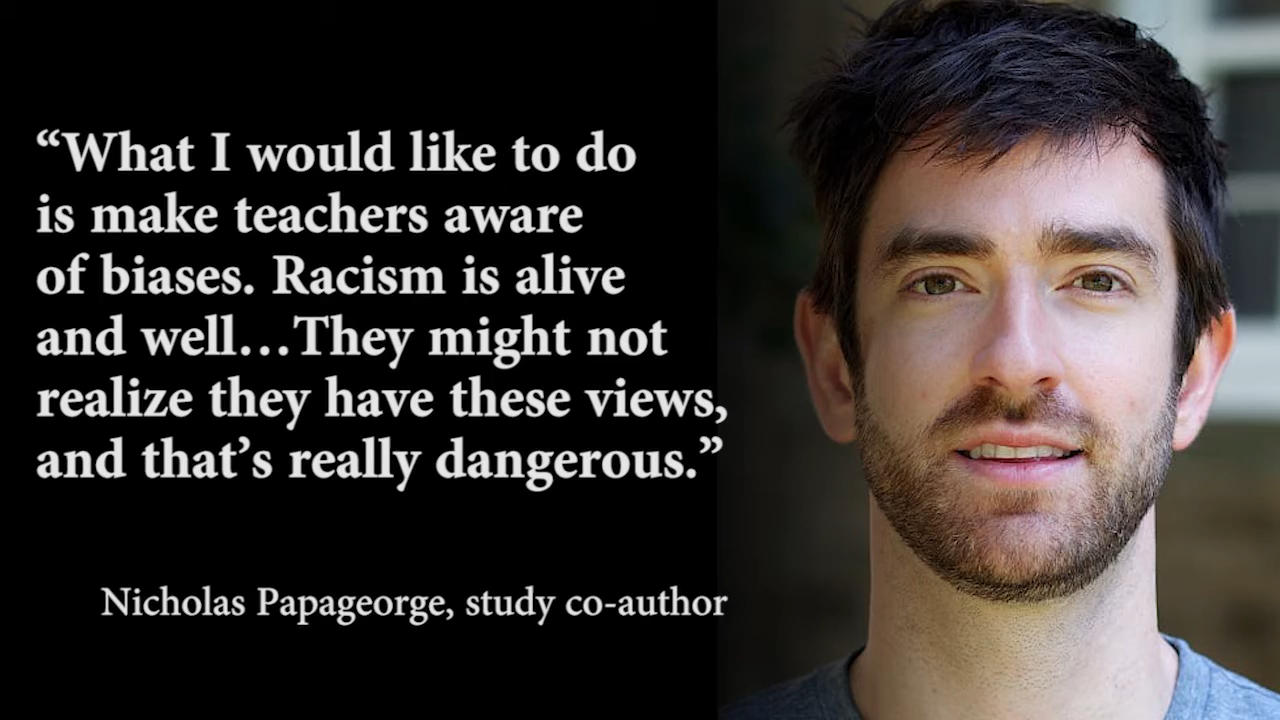 “What I would like to do
is make teachers aware
of biases. Racism is alive
and well…They might not
realize they have these views,
and that’s really dangerous.”
Nicholas Papageorge, study co-author